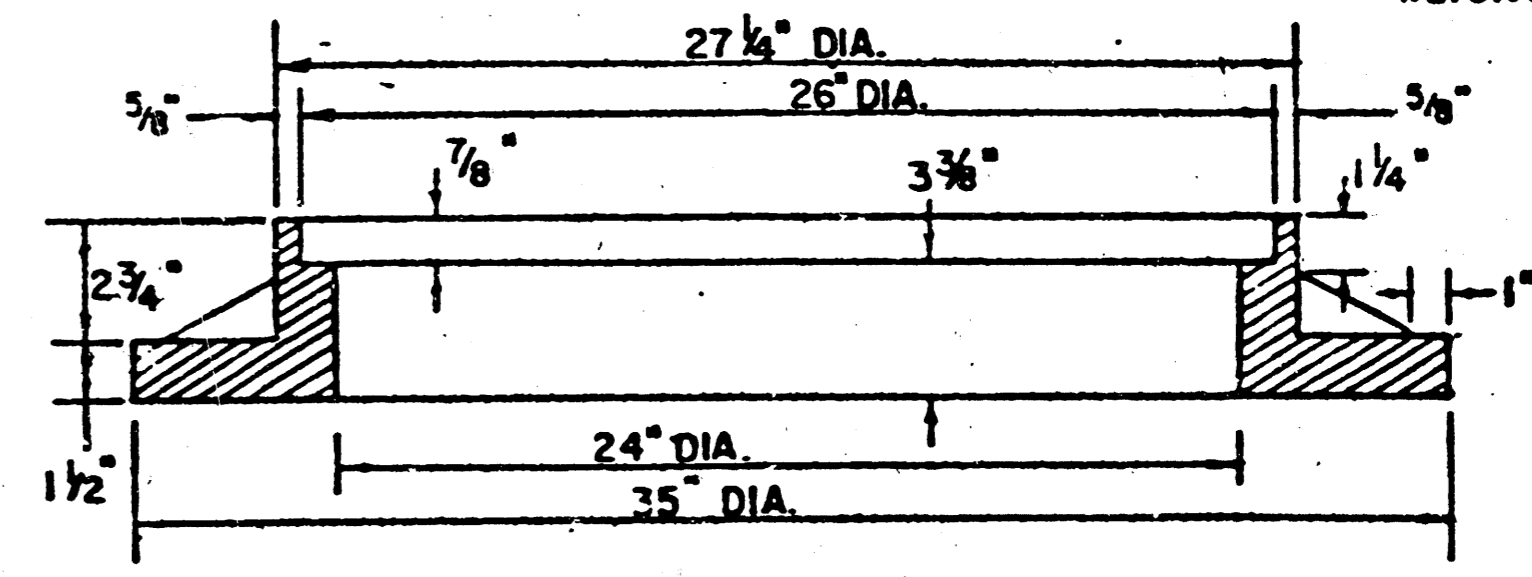 27 1/4" DIA.
26" DIA.
5/8"
5/8"
7/8"
3 3/8"
1 1/4"
2 3/4"
1"
24" DIA.
1 1/2"
35" DIA.